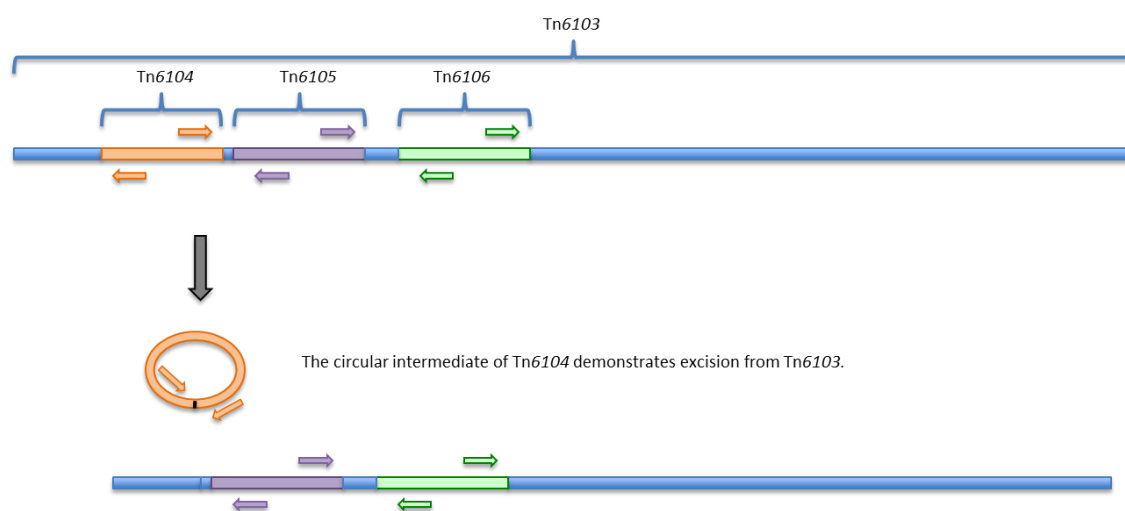 Tn6103
Tn6104 Tn6105 Tn6106
The circular intermediate of Tn6104 demonstrates excision from Tn6103.